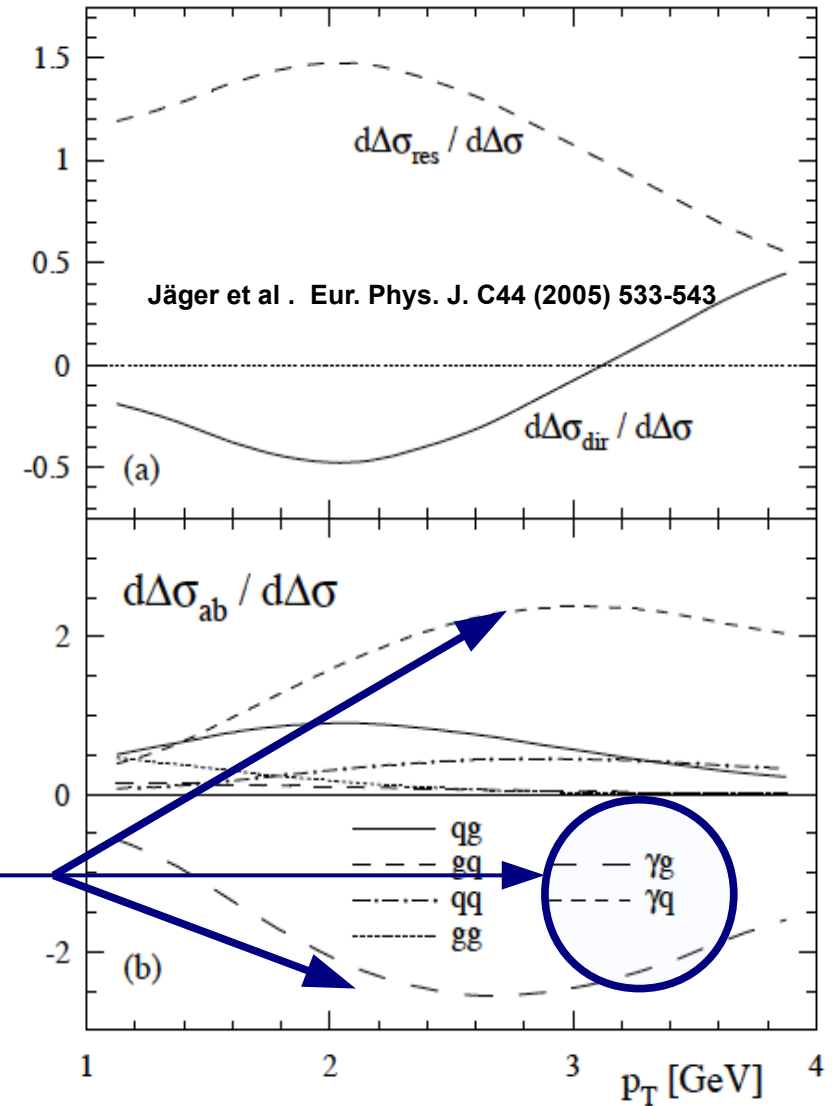 1.5
1
0.5
0
-0.5
dΔσres / dΔσ
Jäger et al . Eur. Phys. J. C44 (2005) 533-543
dΔσdir / dΔσ
(a)
dΔσab / dΔσ
2
0
-2
qg
gq
qq
gg
γg
γq
(b)
1 2 3 4
pT [GeV]